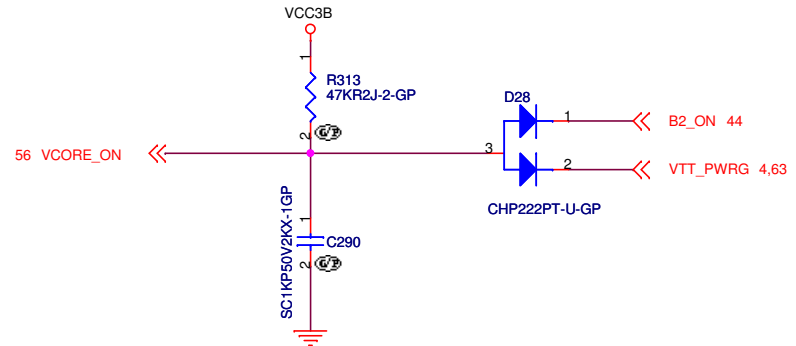 VCC3B
1
R313
47KR2J-2-GP
2
G/P
D28
1
B2_ON 44
56 VCORE_ON
3
2
VTT_PWRG 4,63
CHP222PT-U-GP
SC1KP50V2KX-1GP
1
C290
2
G/P